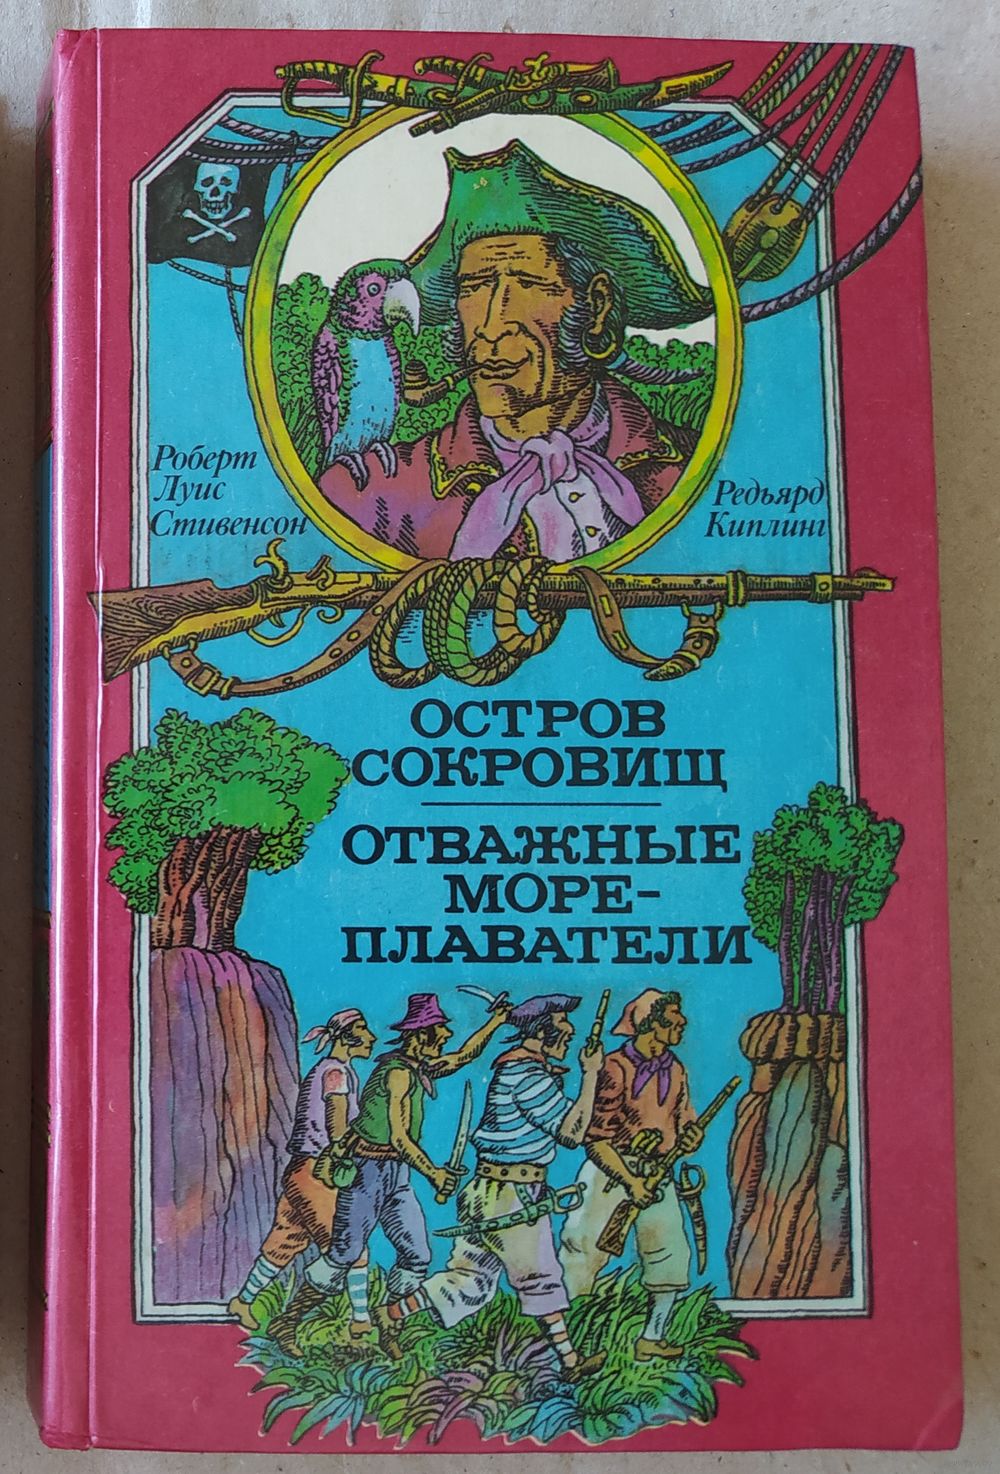 Роберт
Луис
Стивенсон
Редьярд
Киплинг
ОСТРОВ
СОКРОВИЩ
ОТВАЖНЫЕ
МОРЕ-
ПЛАВАТЕЛИ